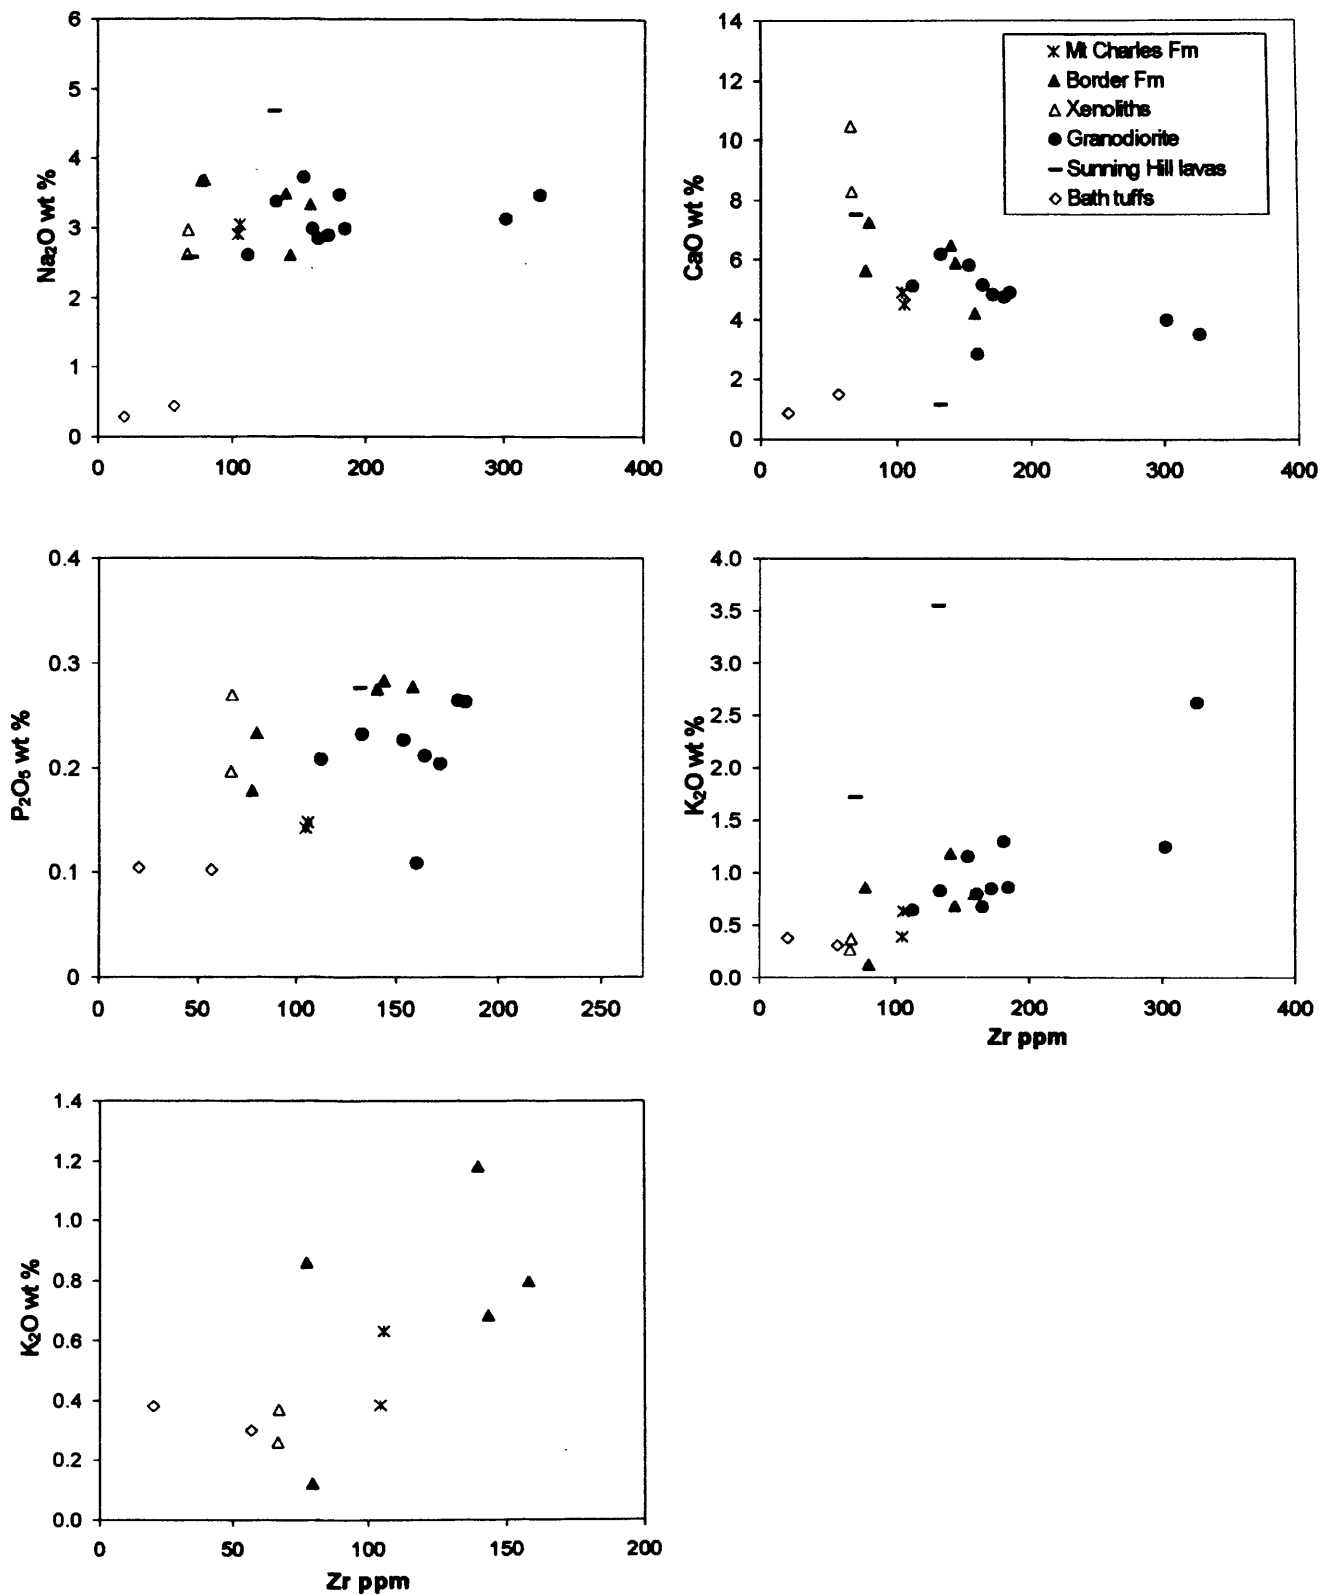 6
5
4
3
2
1
0
Na₂O wt %
0 100 200 300 400
14
12
10
8
6
4
2
0
CaO wt %
0 100 200 300 400
Mt Charles Fm
Border Fm
Xenoliths
Granodiorite
Sunning Hill lavas
Bath tuffs
0.4
0.3
0.2
0.1
0
P₂O₅ wt %
0 50 100 150 200 250
4.0
3.5
3.0
2.5
2.0
1.5
1.0
0.5
0.0
K₂O wt %
0 100 200 300 400
Zr ppm
1.4
1.2
1.0
0.8
0.6
0.4
0.2
0.0
K₂O wt %
0 50 100 150 200
Zr ppm